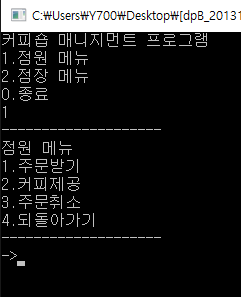 C:₩Users₩Y700₩Desktop₩[dpB_20131
커피숍 매니지먼트 프로그램
1.점원 메뉴
2.점장 메뉴
0.종료
1
--------------------
점원 메뉴
1.주문받기
2.커피제공
3.주문취소
4.되돌아가기
--------------------
->